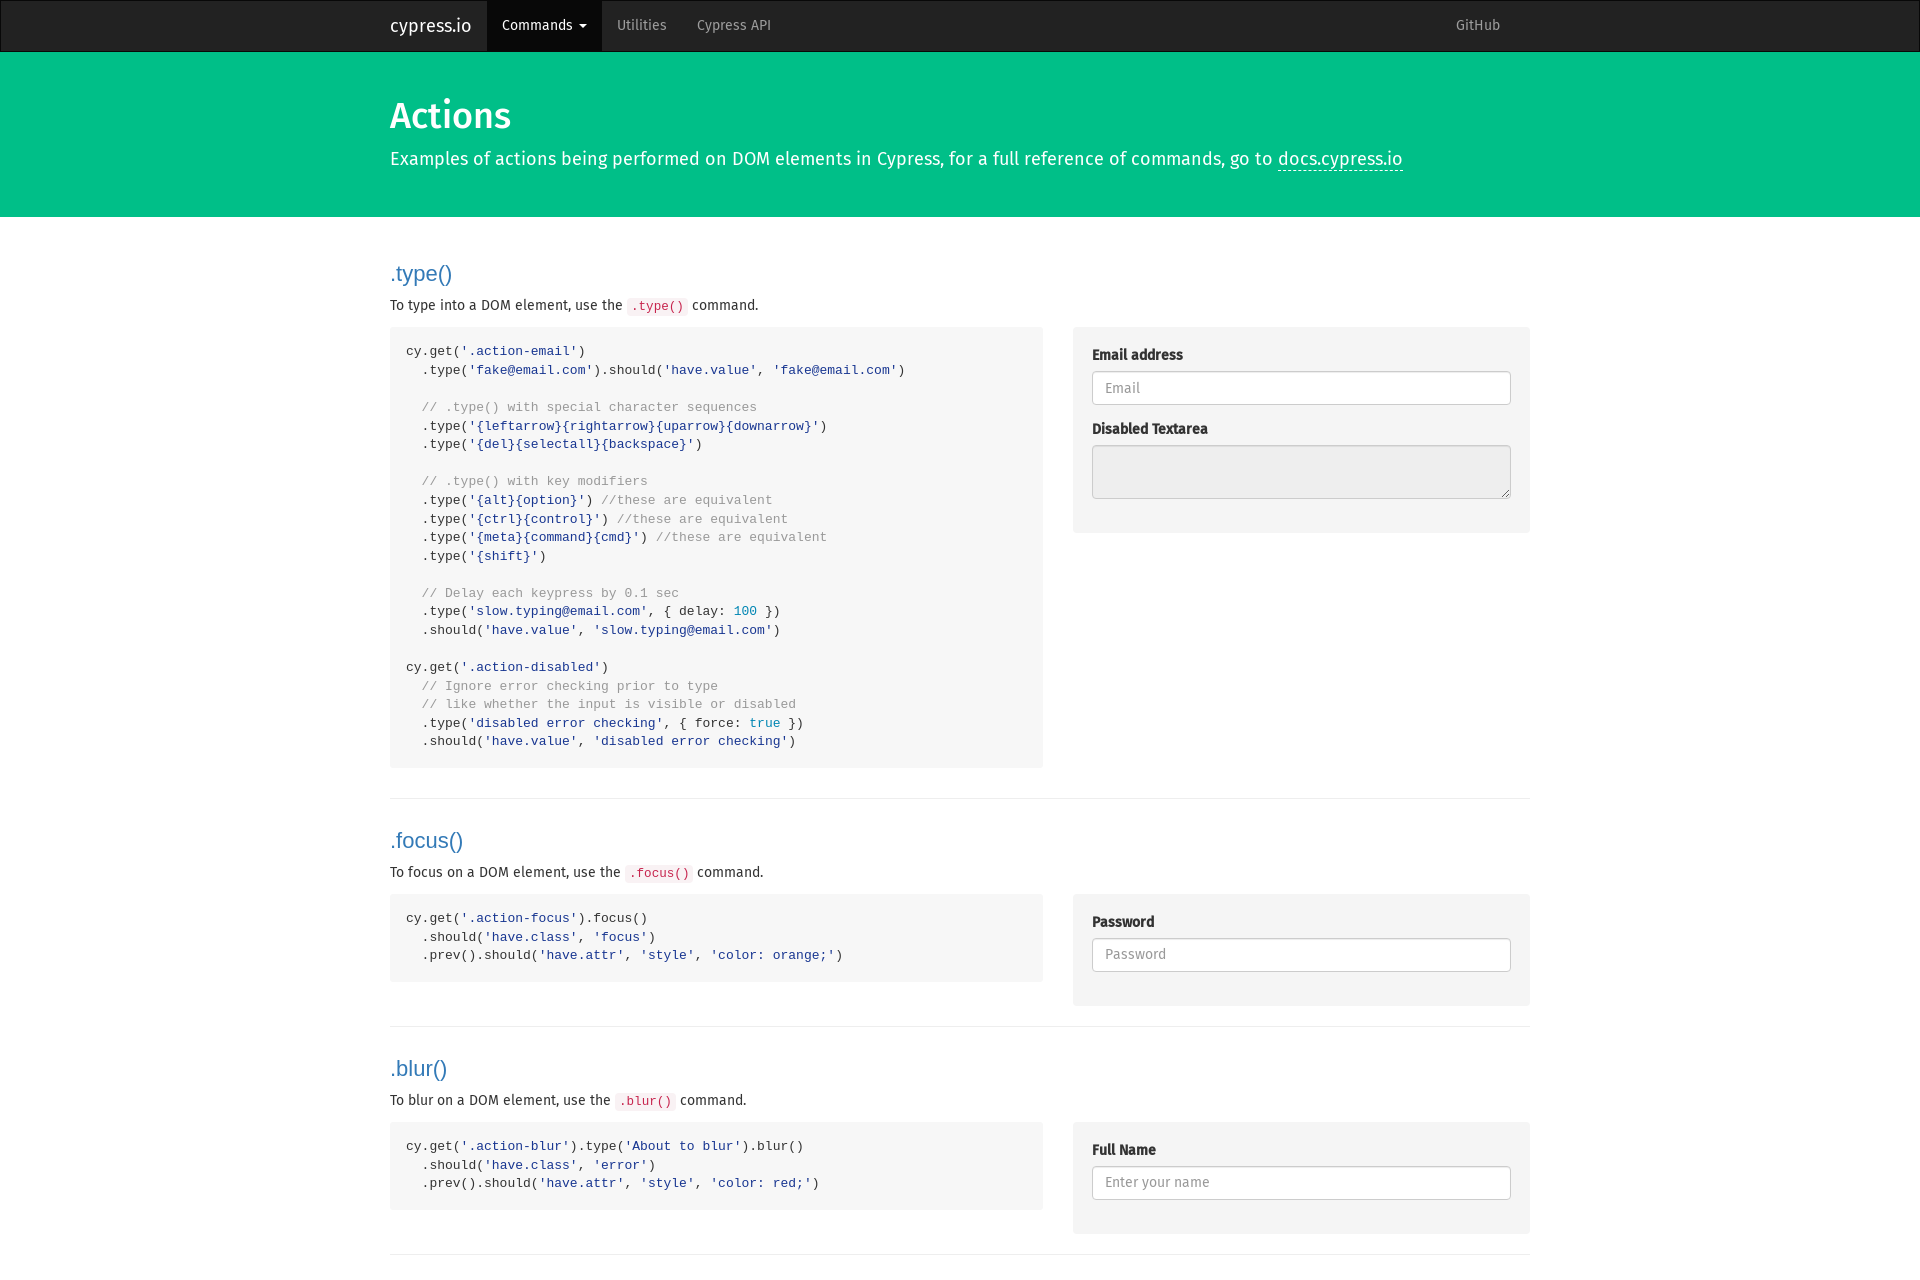 cypress.io
Commands
Utilities
Cypress API
GitHub
Actions
Examples of actions being performed on DOM elements in Cypress, for a full reference of commands, go to docs.cypress.io
.type()
To type into a DOM element, use the .type() command.
cy.get('.action-email')
  .type('fake@email.com').should('have.value', 'fake@email.com')
  // .type() with special character sequences
  .type('{leftarrow}{rightarrow}{uparrow}{downarrow}')
  .type('{del}{selectall}{backspace}')
  // .type() with key modifiers
  .type('{alt}{option}') //these are equivalent
  .type('{ctrl}{control}') //these are equivalent
  .type('{meta}{command}{cmd}') //these are equivalent
  .type('{shift}')
  // Delay each keypress by 0.1 sec
  .type('slow.typing@email.com', { delay: 100 })
  .should('have.value', 'slow.typing@email.com')
cy.get('.action-disabled')
  // Ignore error checking prior to type
  // like whether the input is visible or disabled
  .type('disabled error checking', { force: true })
  .should('have.value', 'disabled error checking')
Email address
Email
Disabled Textarea
.focus()
To focus on a DOM element, use the .focus() command.
cy.get('.action-focus').focus()
  .should('have.class', 'focus')
  .prev().should('have.attr', 'style', 'color: orange;')
Password
Password
.blur()
To blur on a DOM element, use the .blur() command.
cy.get('.action-blur').type('About to blur').blur()
  .should('have.class', 'error')
  .prev().should('have.attr', 'style', 'color: red;')
Full Name
Enter your name